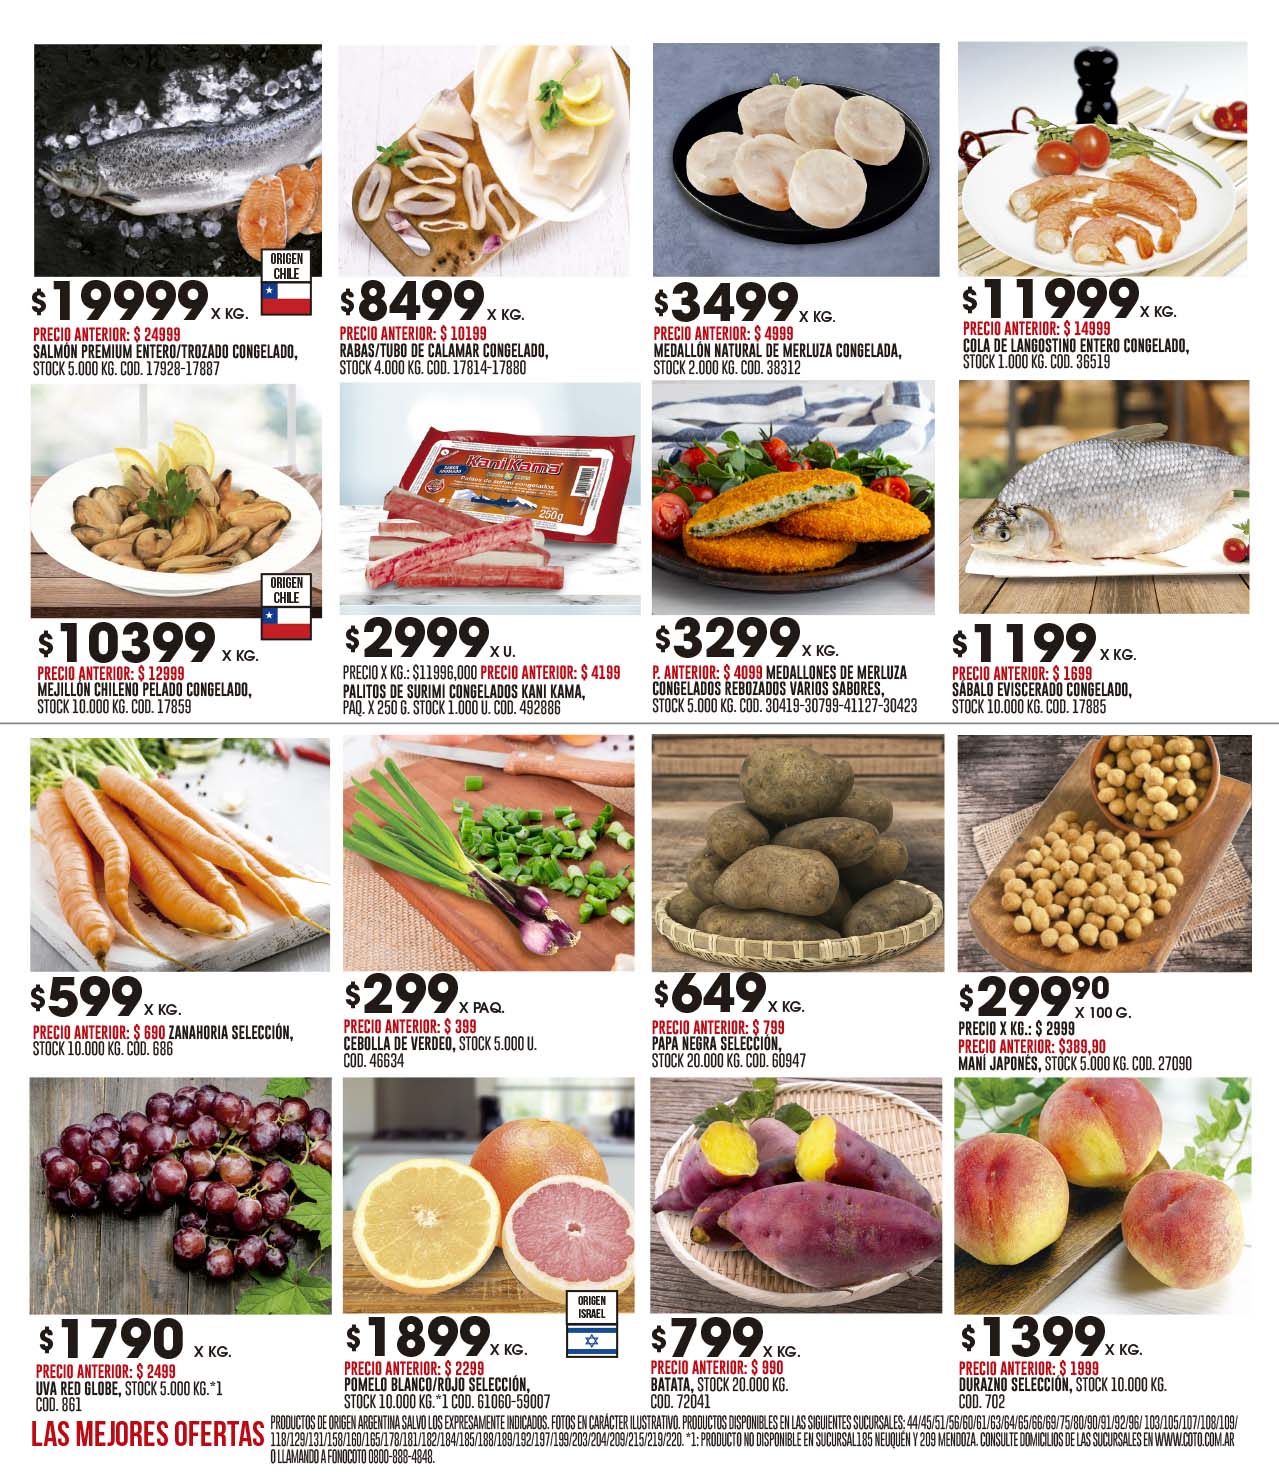 ORIGEN
CHILE
$19999 X KG.
PRECIO ANTERIOR: $ 24999
SALMÓN PREMIUM ENTERO/TROZADO CONGELADO,
STOCK 5.000 KG. COD. 17928-17887
$8499 X KG.
PRECIO ANTERIOR: $ 10199
RABAS/TUBO DE CALAMAR CONGELADO,
STOCK 4.000 KG. COD. 17814-17880
$3499 X KG.
PRECIO ANTERIOR: $ 4999
MEDALLÓN NATURAL DE MERLUZA CONGELADA,
STOCK 2.000 KG. COD. 38312
$11999 X KG.
PRECIO ANTERIOR: $ 14999
COLA DE LANGOSTINO ENTERO CONGELADO,
STOCK 1.000 KG. COD. 36519
ORIGEN
CHILE
$10399 X KG.
PRECIO ANTERIOR: $ 12999
MEJILLÓN CHILENO PELADO CONGELADO,
STOCK 10.000 KG. COD. 17859
Kani Kama
SABOR AHUMADO
Palitos de surimi congelados
250g
$2999 X U.
PRECIO X KG.: $11996,000 PRECIO ANTERIOR: $ 4199
PALITOS DE SURIMI CONGELADOS KANI KAMA,
PAQ. X 250 G. STOCK 1.000 U. COD. 492886
$3299 X KG.
P. ANTERIOR: $ 4099 MEDALLONES DE MERLUZA
CONGELADOS REBOZADOS VARIOS SABORES,
STOCK 5.000 KG. COD. 30419-30799-41127-30423
$1199 X KG.
PRECIO ANTERIOR: $ 1699
SÁBALO EVISCERADO CONGELADO,
STOCK 10.000 KG. COD. 17885
$599 X KG.
PRECIO ANTERIOR: $ 690 ZANAHORIA SELECCIÓN,
STOCK 10.000 KG. COD. 686
$299 X PAQ.
PRECIO ANTERIOR: $ 399
CEBOLLA DE VERDEO, STOCK 5.000 U.
COD. 46634
$649 X KG.
PRECIO ANTERIOR: $ 799
PAPA NEGRA SELECCIÓN,
STOCK 20.000 KG. COD. 60947
$299 90 X 100 G.
PRECIO X KG.: $ 2999
PRECIO ANTERIOR: $389,90
MANÍ JAPONÉS, STOCK 5.000 KG. COD. 27090
$1790 X KG.
PRECIO ANTERIOR: $ 2499
UVA RED GLOBE, STOCK 5.000 KG.*1
COD. 861
ORIGEN
ISRAEL
$1899 X KG.
PRECIO ANTERIOR: $ 2299
POMELO BLANCO/ROJO SELECCIÓN,
STOCK 10.000 KG.*1 COD. 61060-59007
$799 X KG.
PRECIO ANTERIOR: $ 990
BATATA, STOCK 20.000 KG.
COD. 72041
$1399 X KG.
PRECIO ANTERIOR: $ 1999
DURAZNO SELECCIÓN, STOCK 10.000 KG.
COD. 702
LAS MEJORES OFERTAS
PRODUCTOS DE ORIGEN ARGENTINA SALVO LOS EXPRESAMENTE INDICADOS. FOTOS EN CARÁCTER ILUSTRATIVO. PRODUCTOS DISPONIBLES EN LAS SIGUIENTES SUCURSALES: 44/45/51/56/60/61/63/64/65/66/69/75/80/90/91/92/96/ 103/105/107/108/109/
118/129/131/158/160/165/178/181/182/184/185/188/189/192/197/199/203/204/209/215/219/220. *1: PRODUCTO NO DISPONIBLE EN SUCURSAL185 NEUQUÉN Y 209 MENDOZA. CONSULTE DOMICILIOS DE LAS SUCURSALES EN WWW.COTO.COM.AR
O LLAMANDO A FONOCOTO 0800-888-4848.